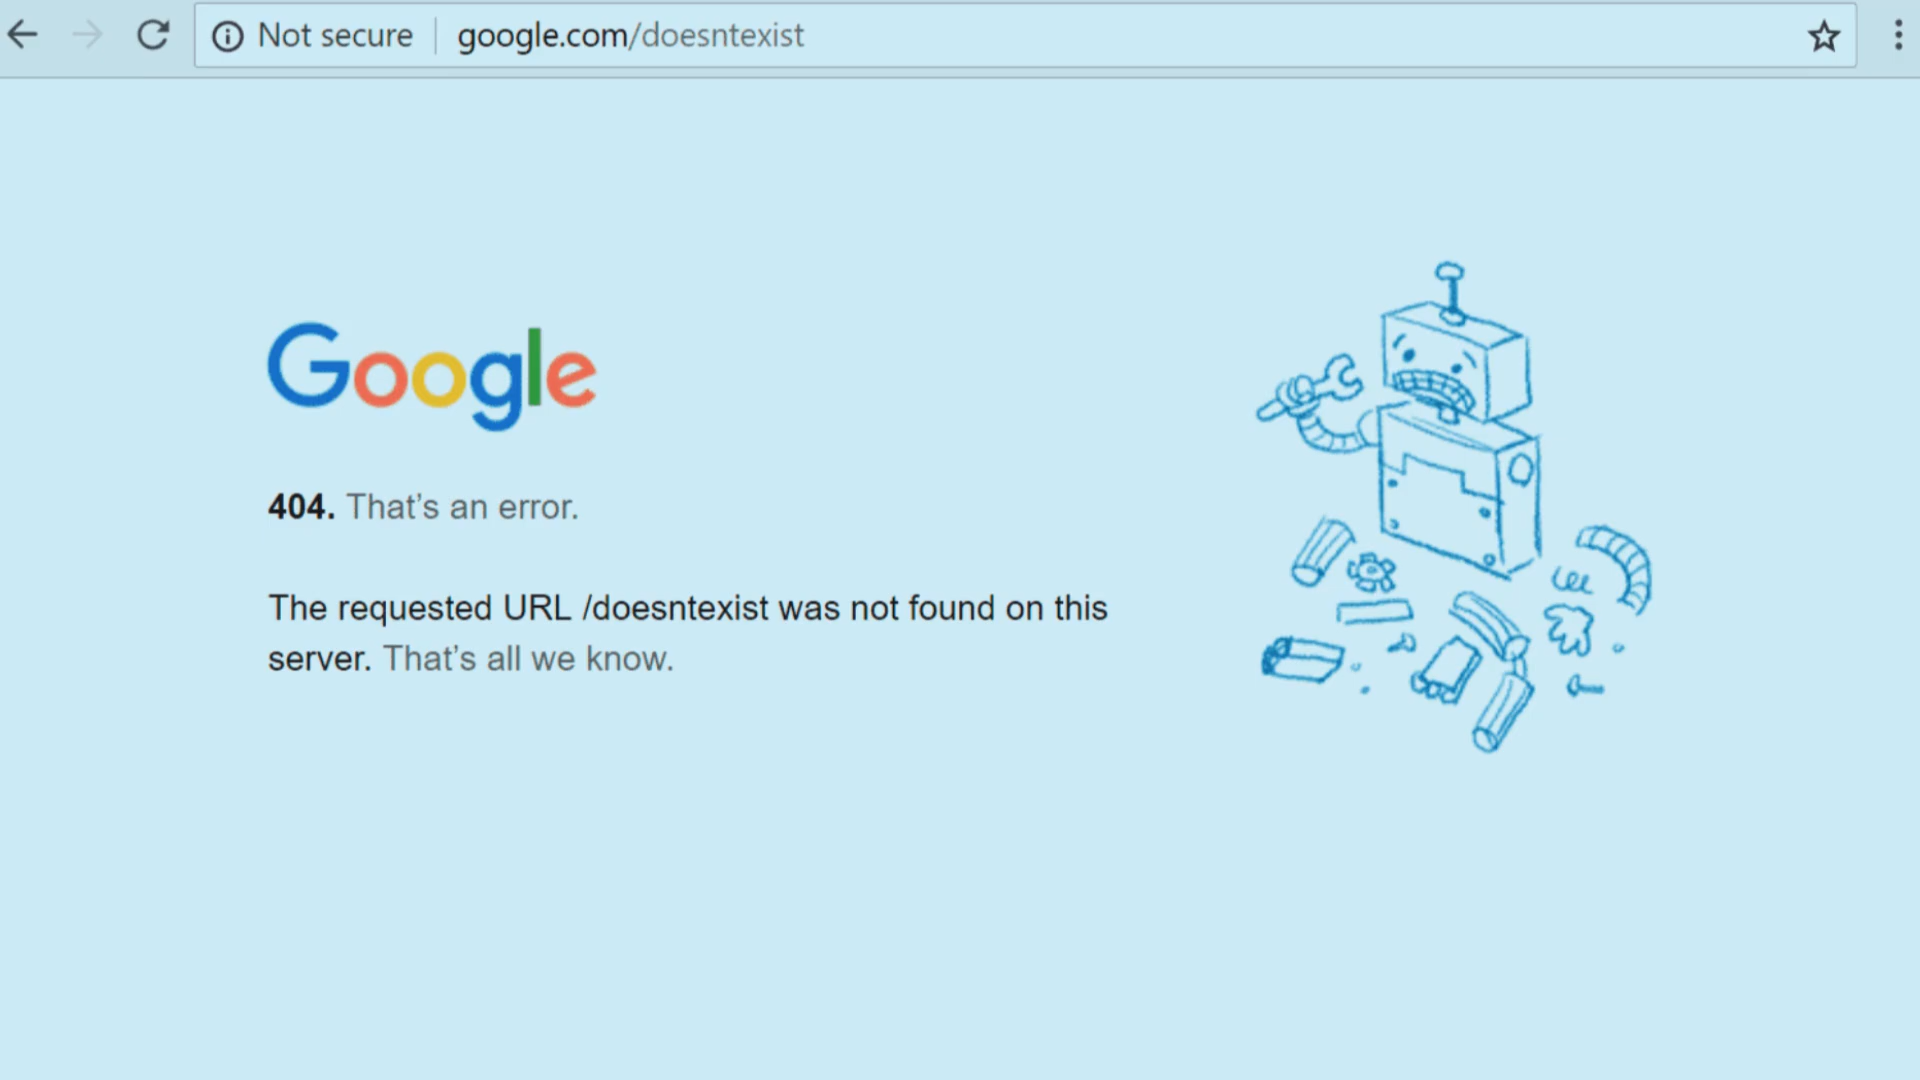 Not secure google.com/doesntexist
Google
404. That’s an error.
The requested URL /doesntexist was not found on this
server. That’s all we know.